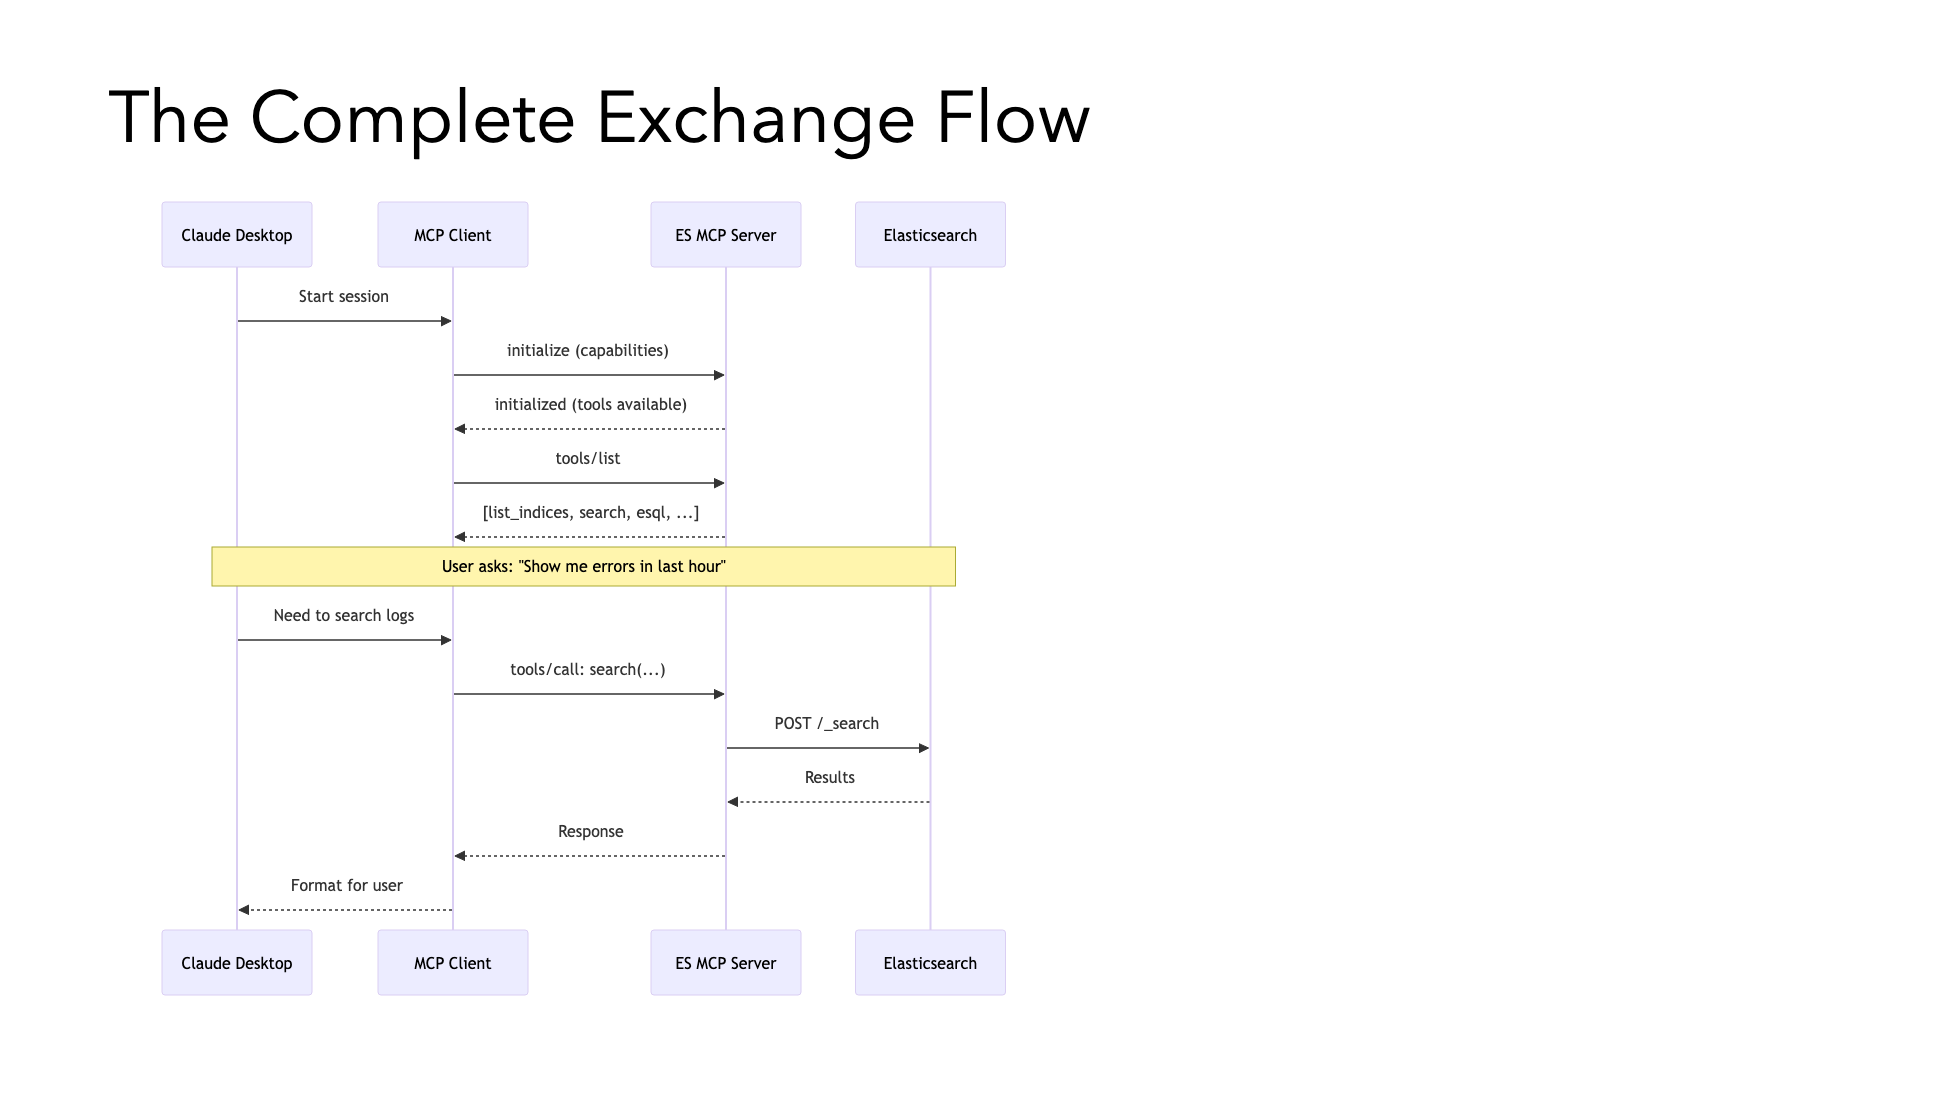 The Complete Exchange Flow
Claude Desktop
MCP Client
ES MCP Server
Elasticsearch
Start session
initialize (capabilities)
initialized (tools available)
tools/list
[list_indices, search, esql, ...]
User asks: "Show me errors in last hour"
Need to search logs
tools/call: search(...)
POST /_search
Results
Response
Format for user
Claude Desktop
MCP Client
ES MCP Server
Elasticsearch